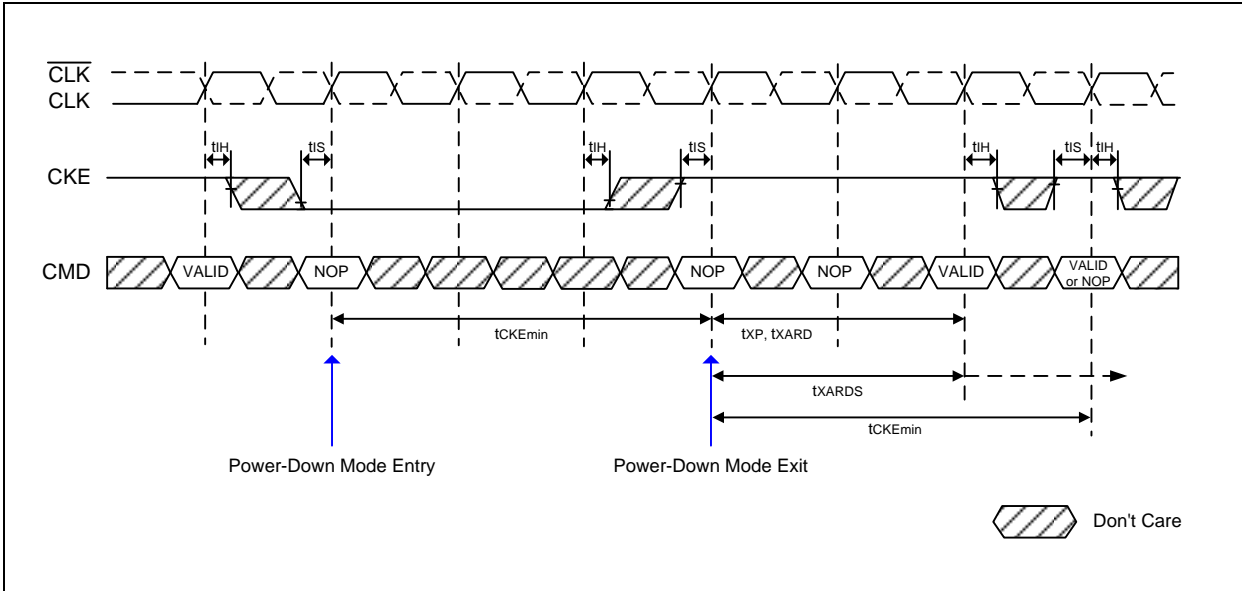 CLK
CLK
tIH
tIS
tIH
tIS
tIH
tIS
tIH
CKE
CMD
VALID
NOP
NOP
NOP
VALID
VALID
or NOP
tCKEmin
tXP, tXARD
tXARDS
tCKEmin
Power-Down Mode Entry
Power-Down Mode Exit
Don't Care